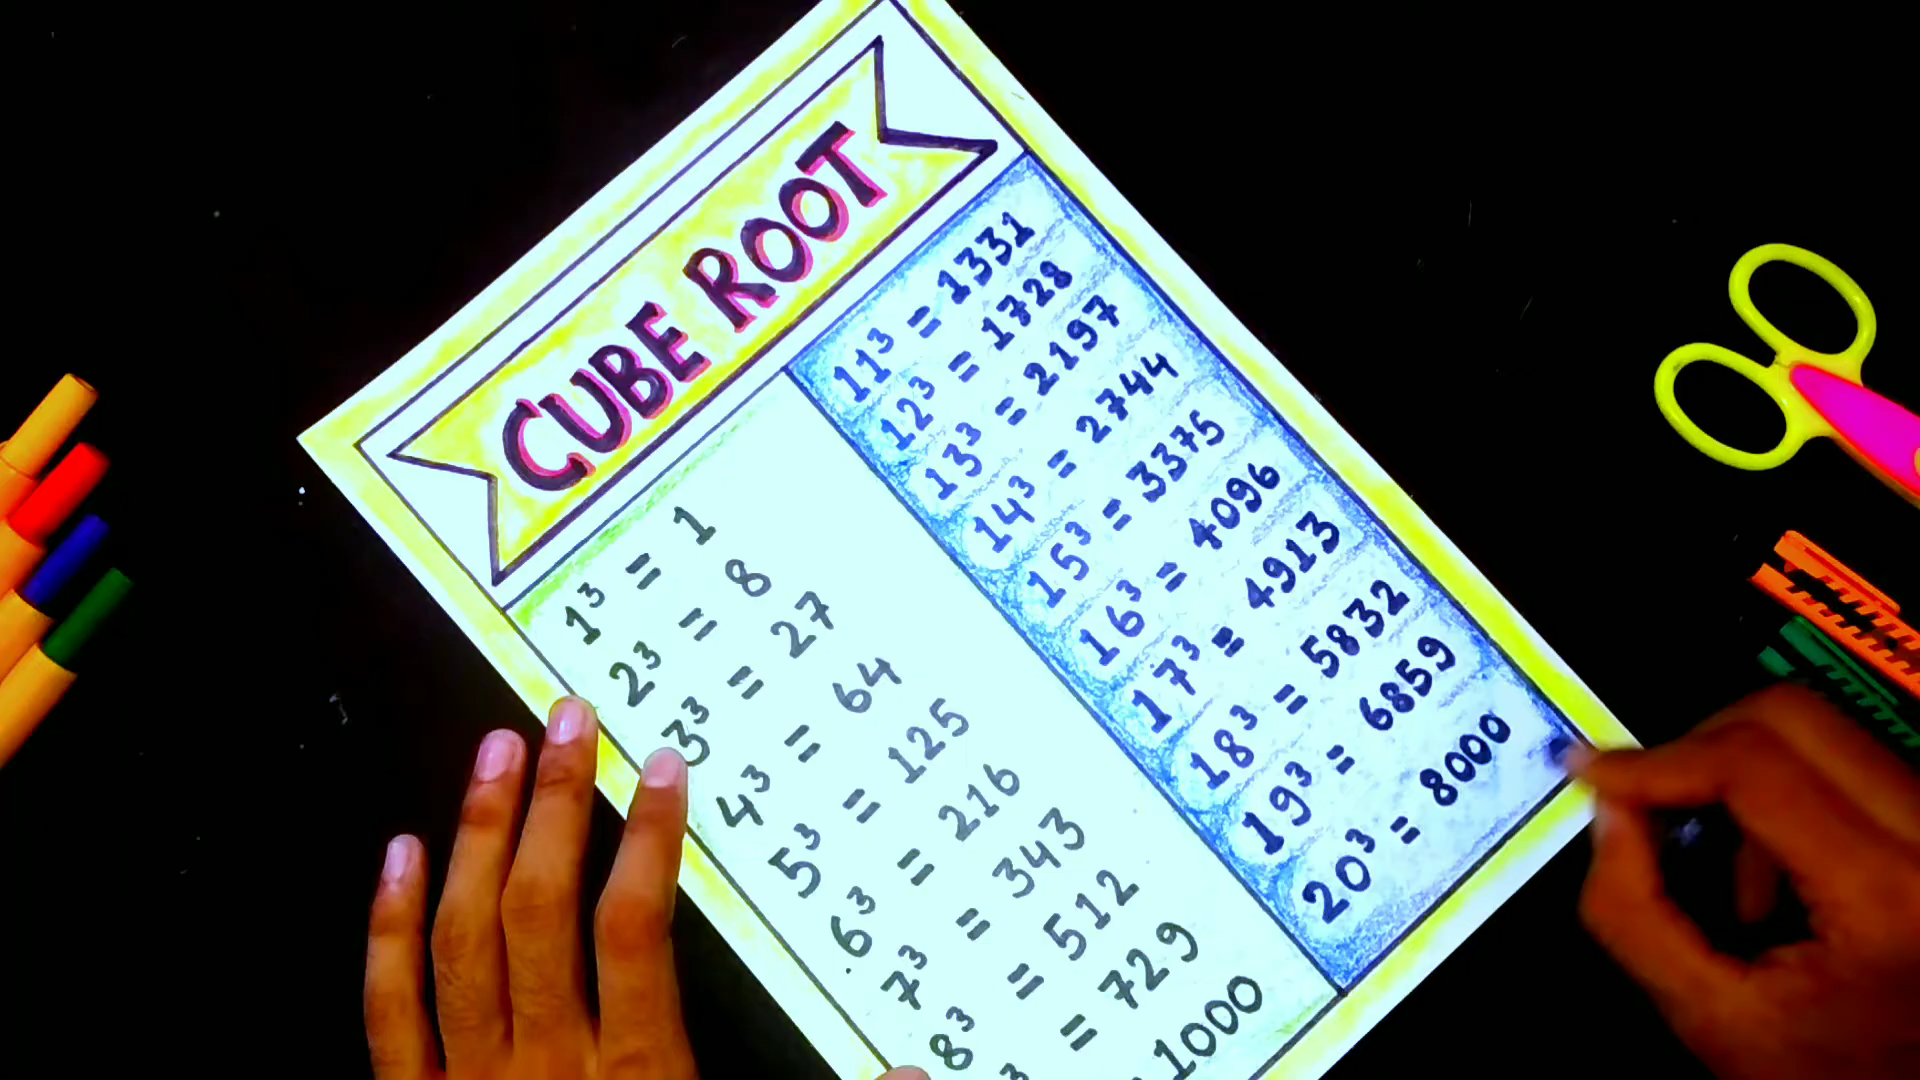 CUBE ROOT
1³ = 1
2³ = 8
3³ = 27
4³ = 64
5³ = 125
6³ = 216
7³ = 343
8³ = 512
³ = 729
1000
11³ = 1331
12³ = 1728
13³ = 2197
14³ = 2744
15³ = 3375
16³ = 4096
17³ = 4913
18³ = 5832
19³ = 6859
20³ = 8000